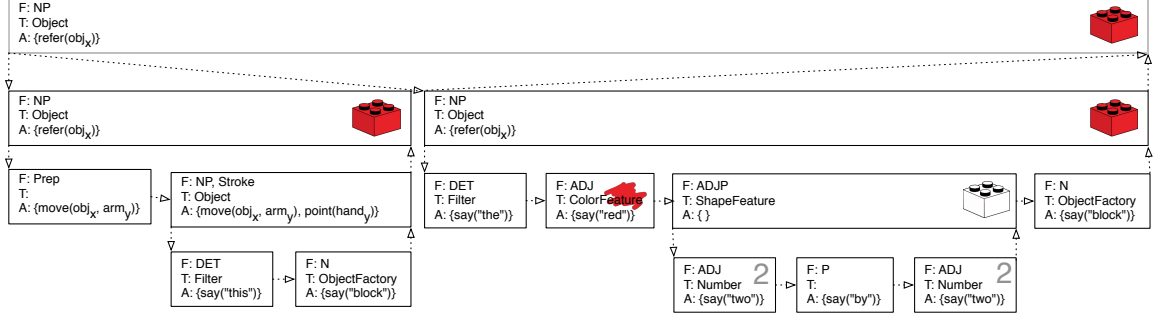 F: NP
T: Object
A: {refer(objx)}
F: NP
T: Object
A: {refer(objx)}
F: NP
T: Object
A: {refer(objx)}
F: Prep
T:
A: {move(objx, army)}
F: NP, Stroke
T: Object
A: {move(objx, army), point(handy)}
F: DET
T: Filter
A: {say("the")}
F: ADJ
T: ColorFeature
A: {say("red")}
F: ADJP
T: ShapeFeature
A: { }
F: N
T: ObjectFactory
A: {say("block")}
F: DET
T: Filter
A: {say("this")}
F: N
T: ObjectFactory
A: {say("block")}
F: ADJ
T: Number
A: {say("two")}
2
F: P
T:
A: {say("by")}
F: ADJ
T: Number
A: {say("two")}
2